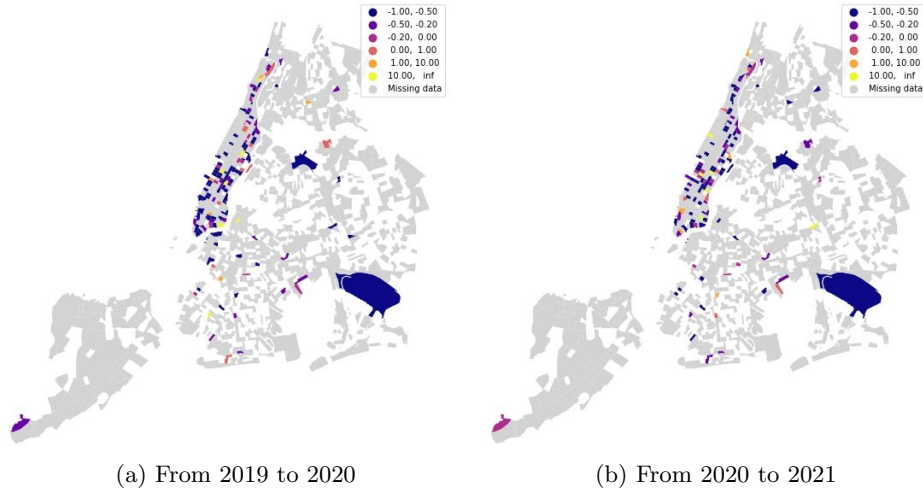 -1.00, -0.50
-0.50, -0.20
-0.20, 0.00
0.00, 1.00
1.00, 10.00
10.00, inf
Missing data
-1.00, -0.50
-0.50, -0.20
-0.20, 0.00
0.00, 1.00
1.00, 10.00
10.00, inf
Missing data
(a) From 2019 to 2020
(b) From 2020 to 2021